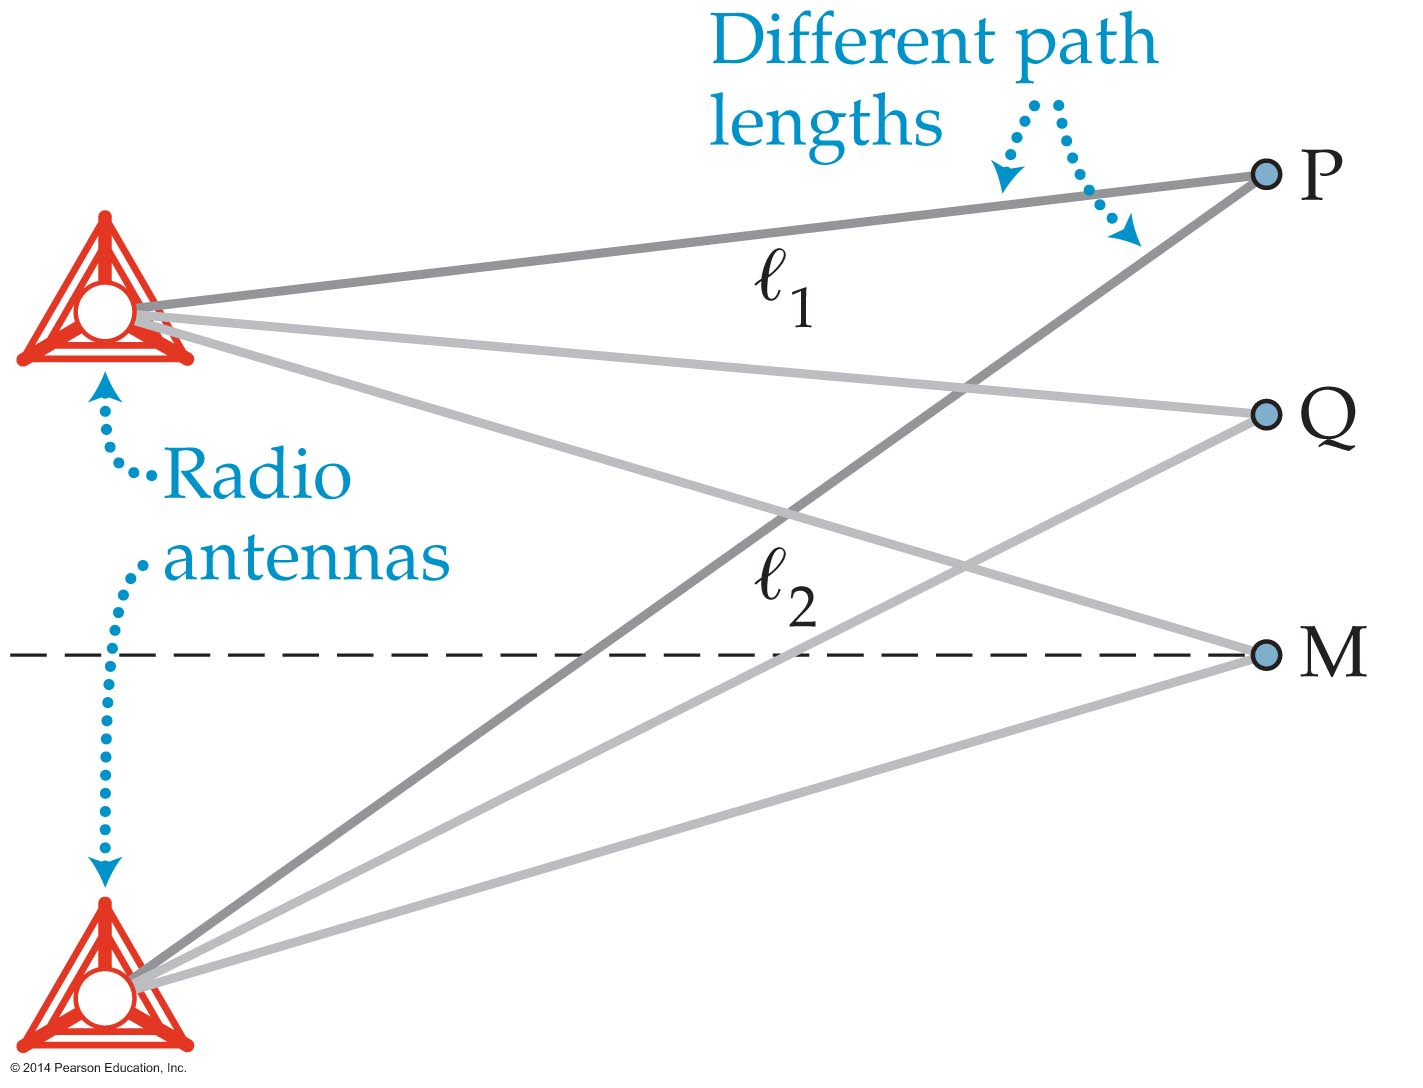 Different path
lengths
P
ℓ1
Q
Radio
antennas
ℓ2
M
© 2014 Pearson Education, Inc.